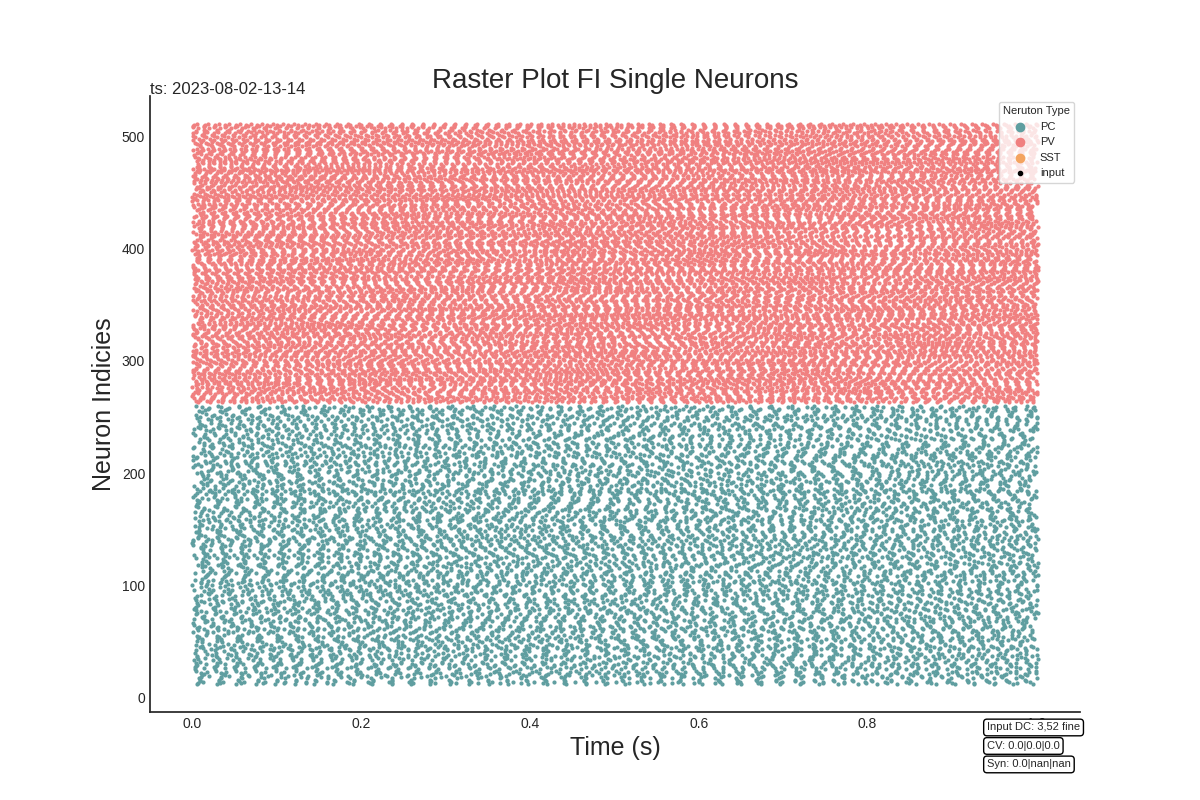 Raster Plot FI Single Neurons
ts: 2023-08-02-13-14
Neruton Type
PC
PV
SST
input
Neuron Indicies
500
400
300
200
100
0
0.0 0.2 0.4 0.6 0.8
Time (s)
Input DC: 3,52 fine
CV: 0.0|0.0|0.0
Syn: 0.0|nan|nan